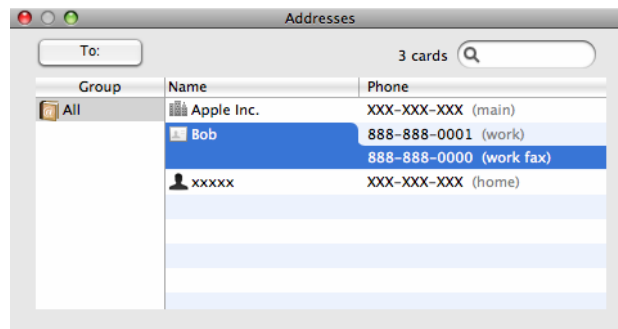 Addresses
To:
3 cards
Group Name Phone
All Apple Inc. XXX-XXX-XXX (main)
Bob 888-888-0001 (work)
888-888-0000 (work fax)
xxxxx XXX-XXX-XXX (home)